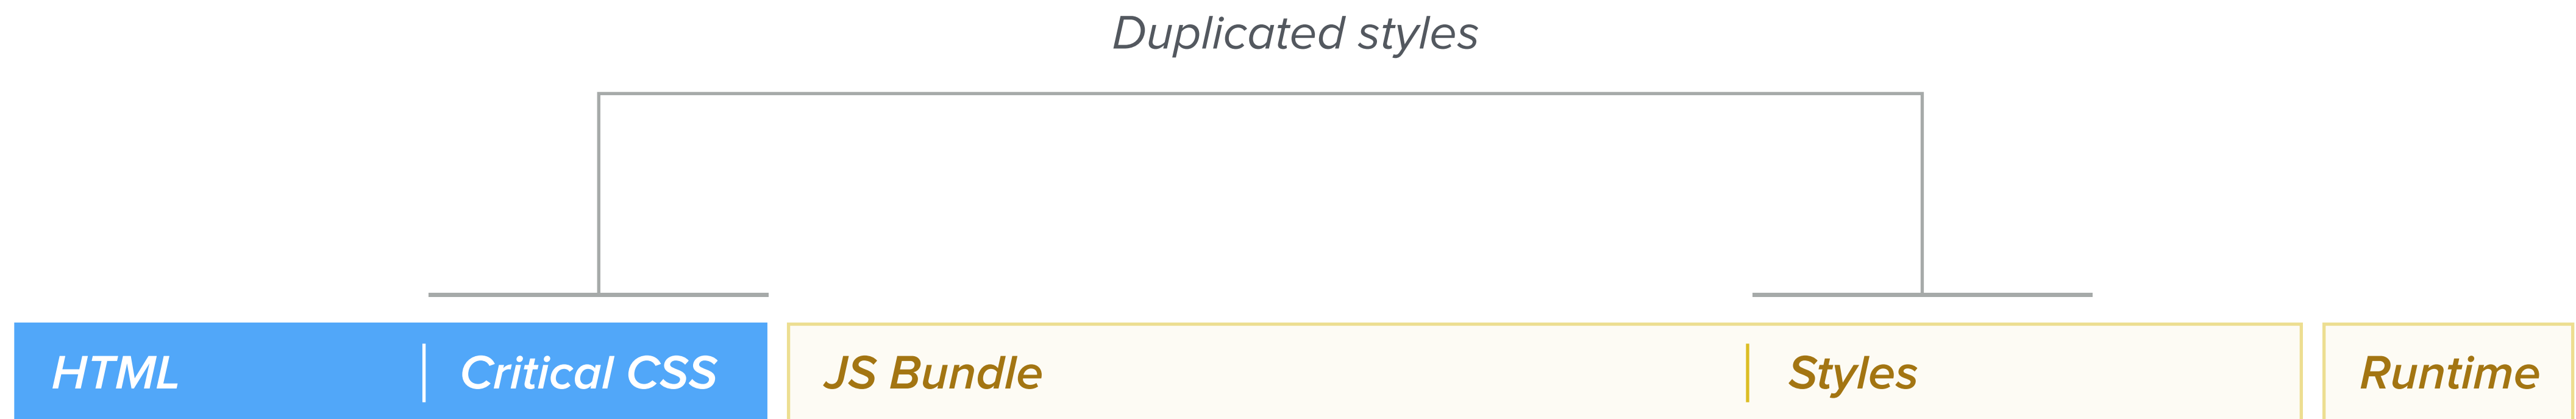 Duplicated styles
HTML
Critical CSS
JS Bundle
Styles
Runtime